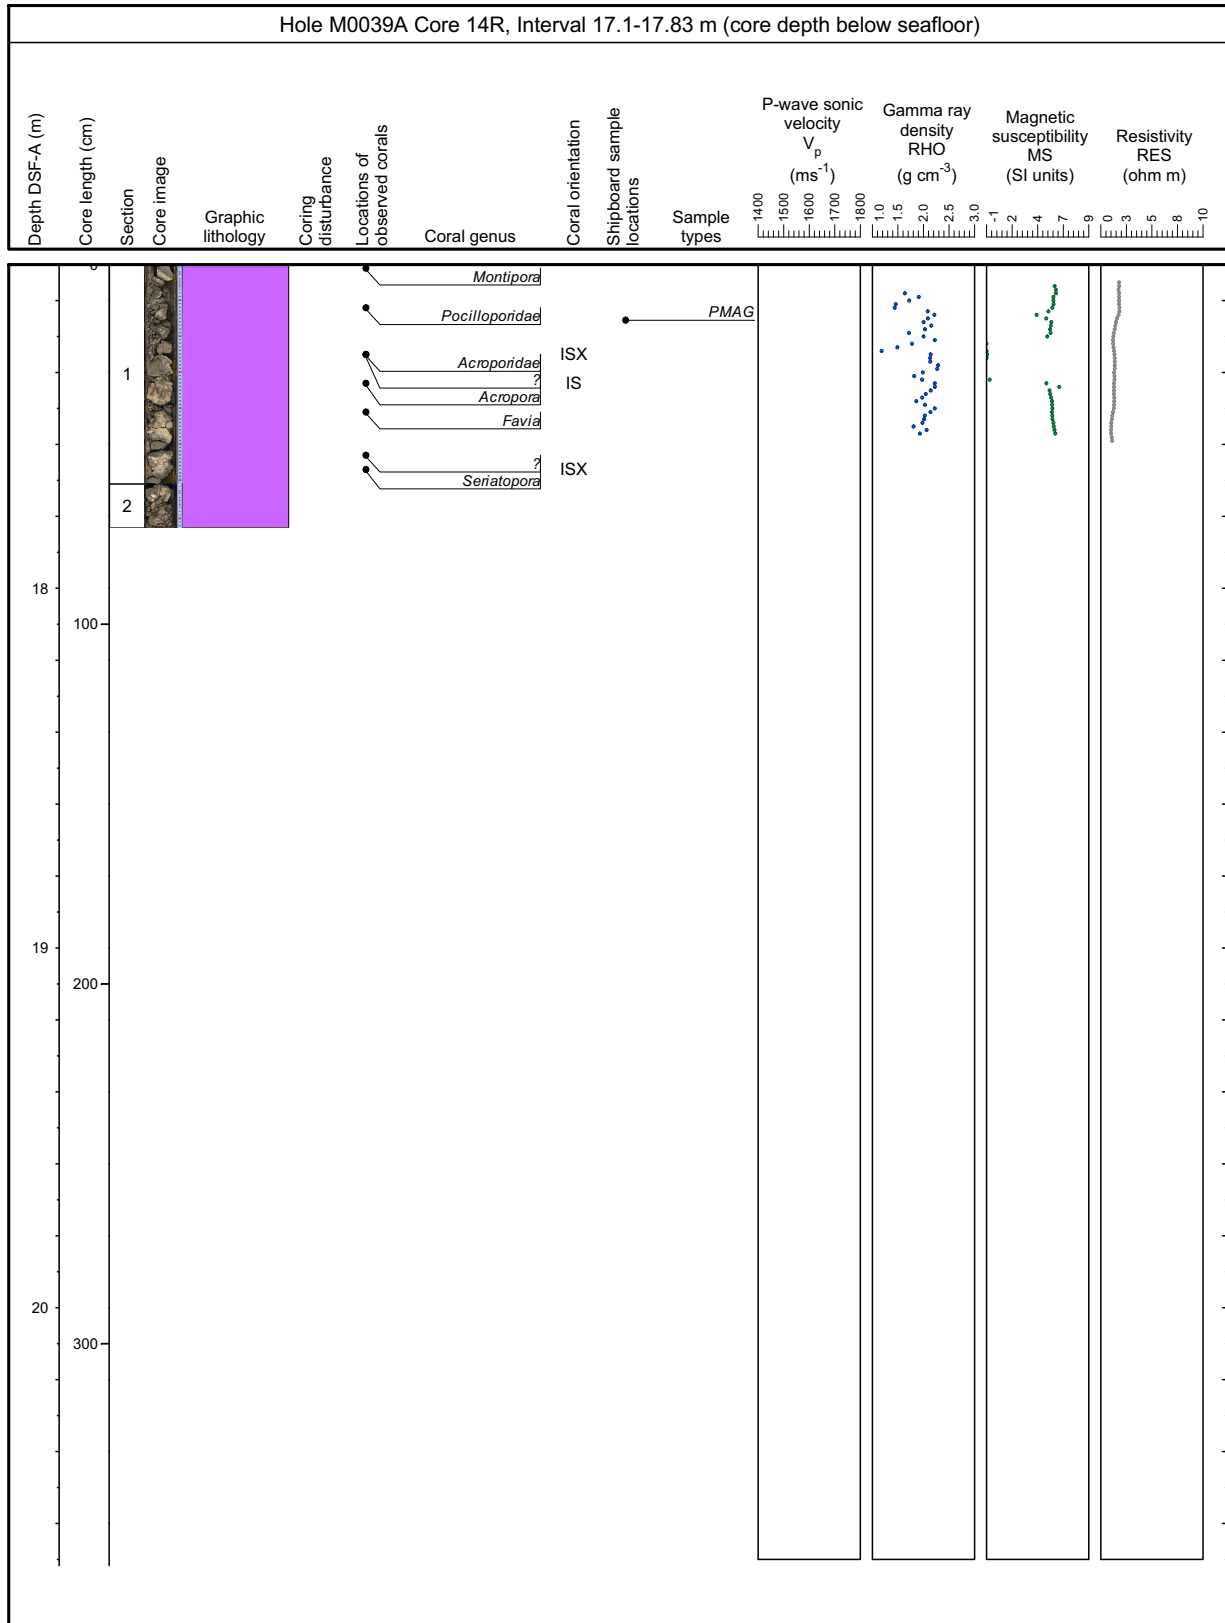 Hole M0039A Core 14R, Interval 17.1-17.83 m (core depth below seafloor)
Depth DSF-A (m)
Core length (cm)
Section
Core image
Graphic
lithology
Coring
disturbance
Locations of
observed corals
Coral genus
Coral orientation
Shipboard sample
locations
Sample
types
P-wave sonic
velocity
Vp
(ms-1)
1400 1500 1600 1700 1800
Gamma ray
density
RHO
(g cm-3)
1.0 1.5 2.0 2.5 3.0
Magnetic
susceptibility
MS
(SI units)
-1 2 4 7 9
Resistivity
RES
(ohm m)
0 3 5 8 10
0
Montipora
Pocilloporidae
PMAG
ISX
Acroporidae
1
?
IS
Acropora
Favia
?
ISX
Seriatopora
2
18
100
19
200
20
300